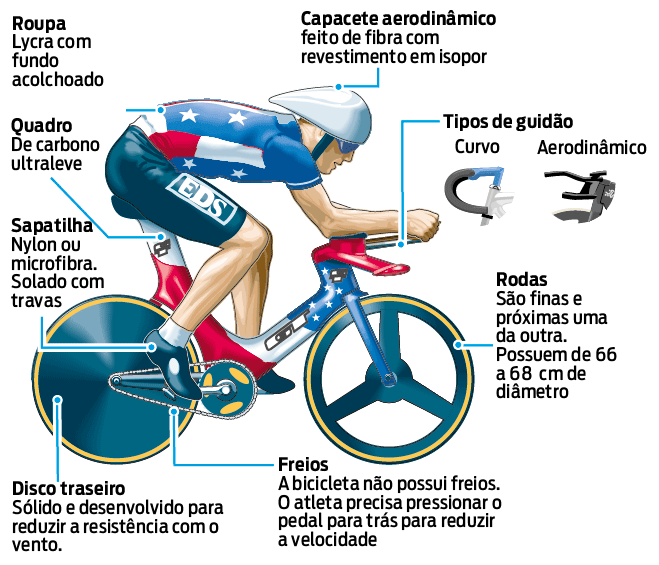 Roupa
Lycra com
fundo
acolchoado
Capacete aerodinâmico
feito de fibra com
revestimento em isopor
Quadro
De carbono
ultraleve
Tipos de guidão
Curvo
Aerodinâmico
EDS
Sapatilha
Nylon ou
microfibra.
Solado com
travas
Rodas
São finas e
próximas uma
da outra.
Possuem de 66
a 68 cm de
diâmetro
Disco traseiro
Sólido e desenvolvido para
reduzir a resistência com o
vento.
Freios
A bicicleta não possui freios.
O atleta precisa pressionar o
pedal para trás para reduzir
a velocidade